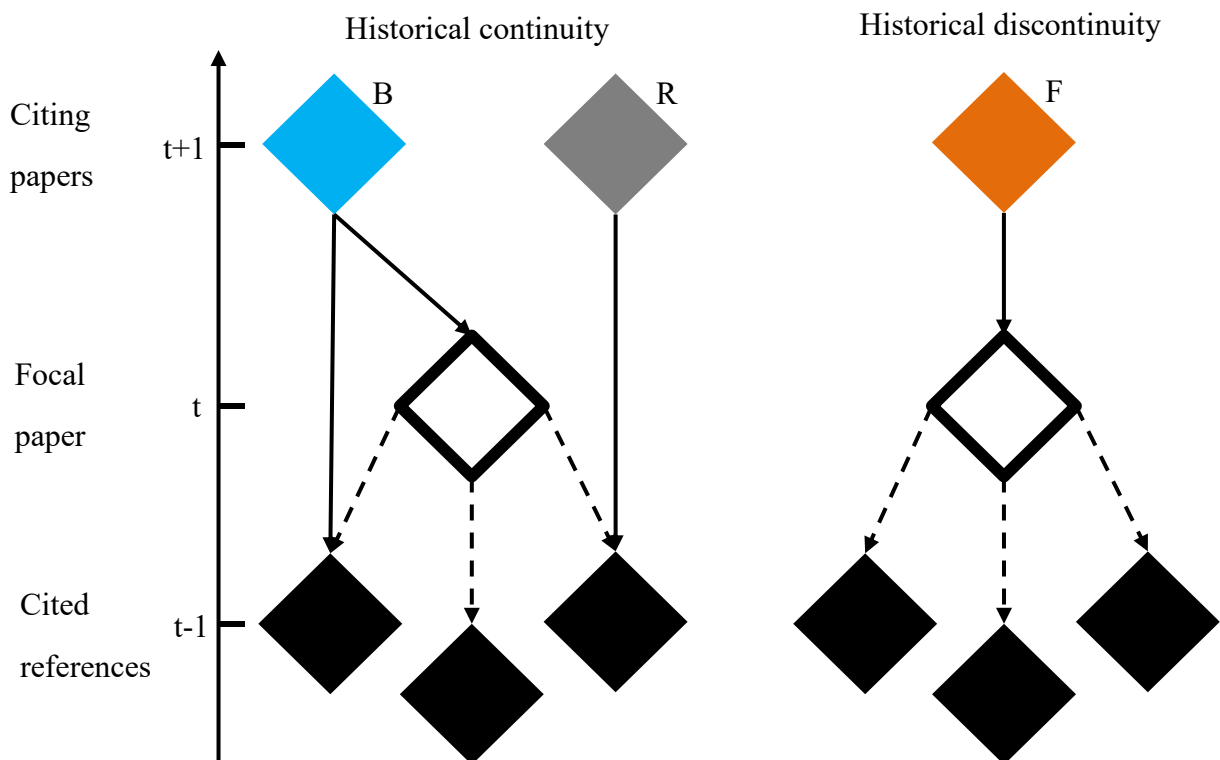 Historical continuity
Historical discontinuity
B
R
F
Citing
papers
t+1
Focal
paper
t
Cited
references
t-1